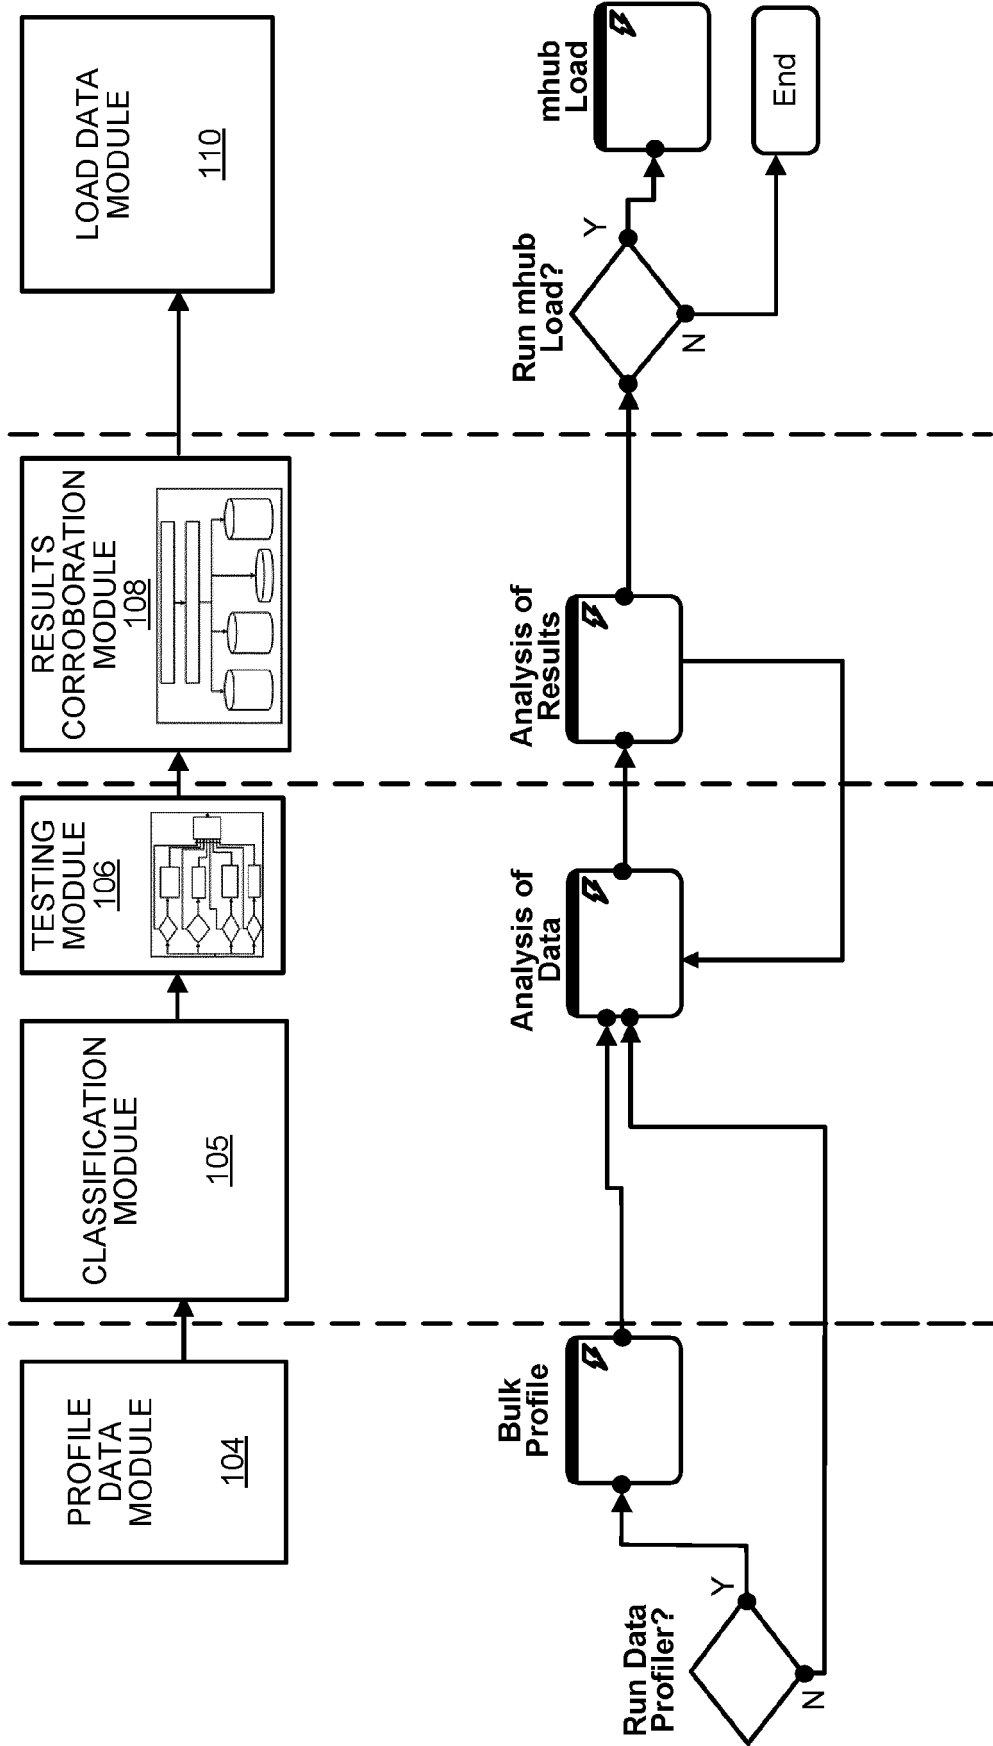 PROFILE
DATA
MODULE
104
CLASSIFICATION
MODULE
105
TESTING
MODULE
106
RESULTS
CORROBORATION
MODULE
108
LOAD DATA
MODULE
110
Run Data
Profiler?
Y
N
Bulk
Profile
Analysis of
Data
Analysis of
Results
Run mhub
Load?
Y
N
mhub
Load
End